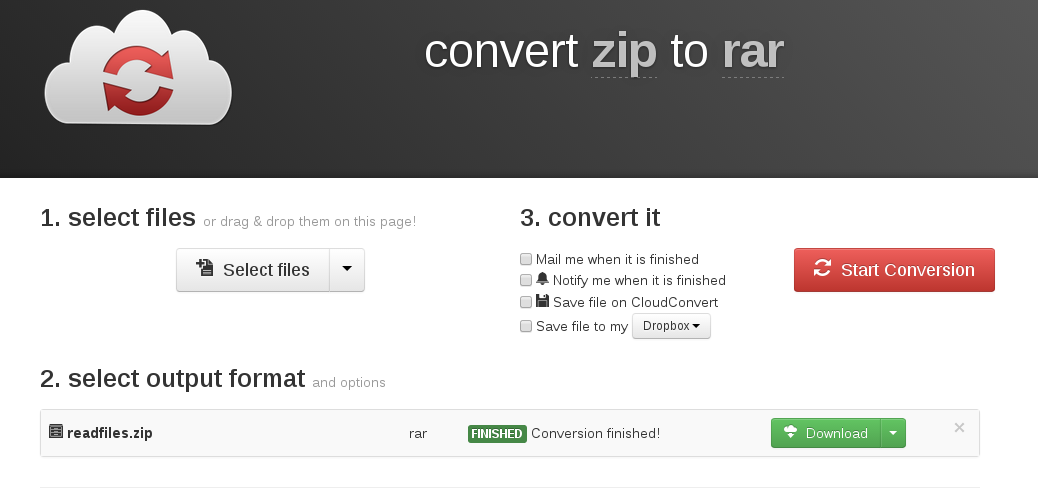 convert zip to rar
1. select files or drag & drop them on this page!
Select files
3. convert it
Mail me when it is finished
Notify me when it is finished
Save file on CloudConvert
Save file to my Dropbox
Start Conversion
2. select output format and options
readfiles.zip rar FINISHED Conversion finished! Download ×